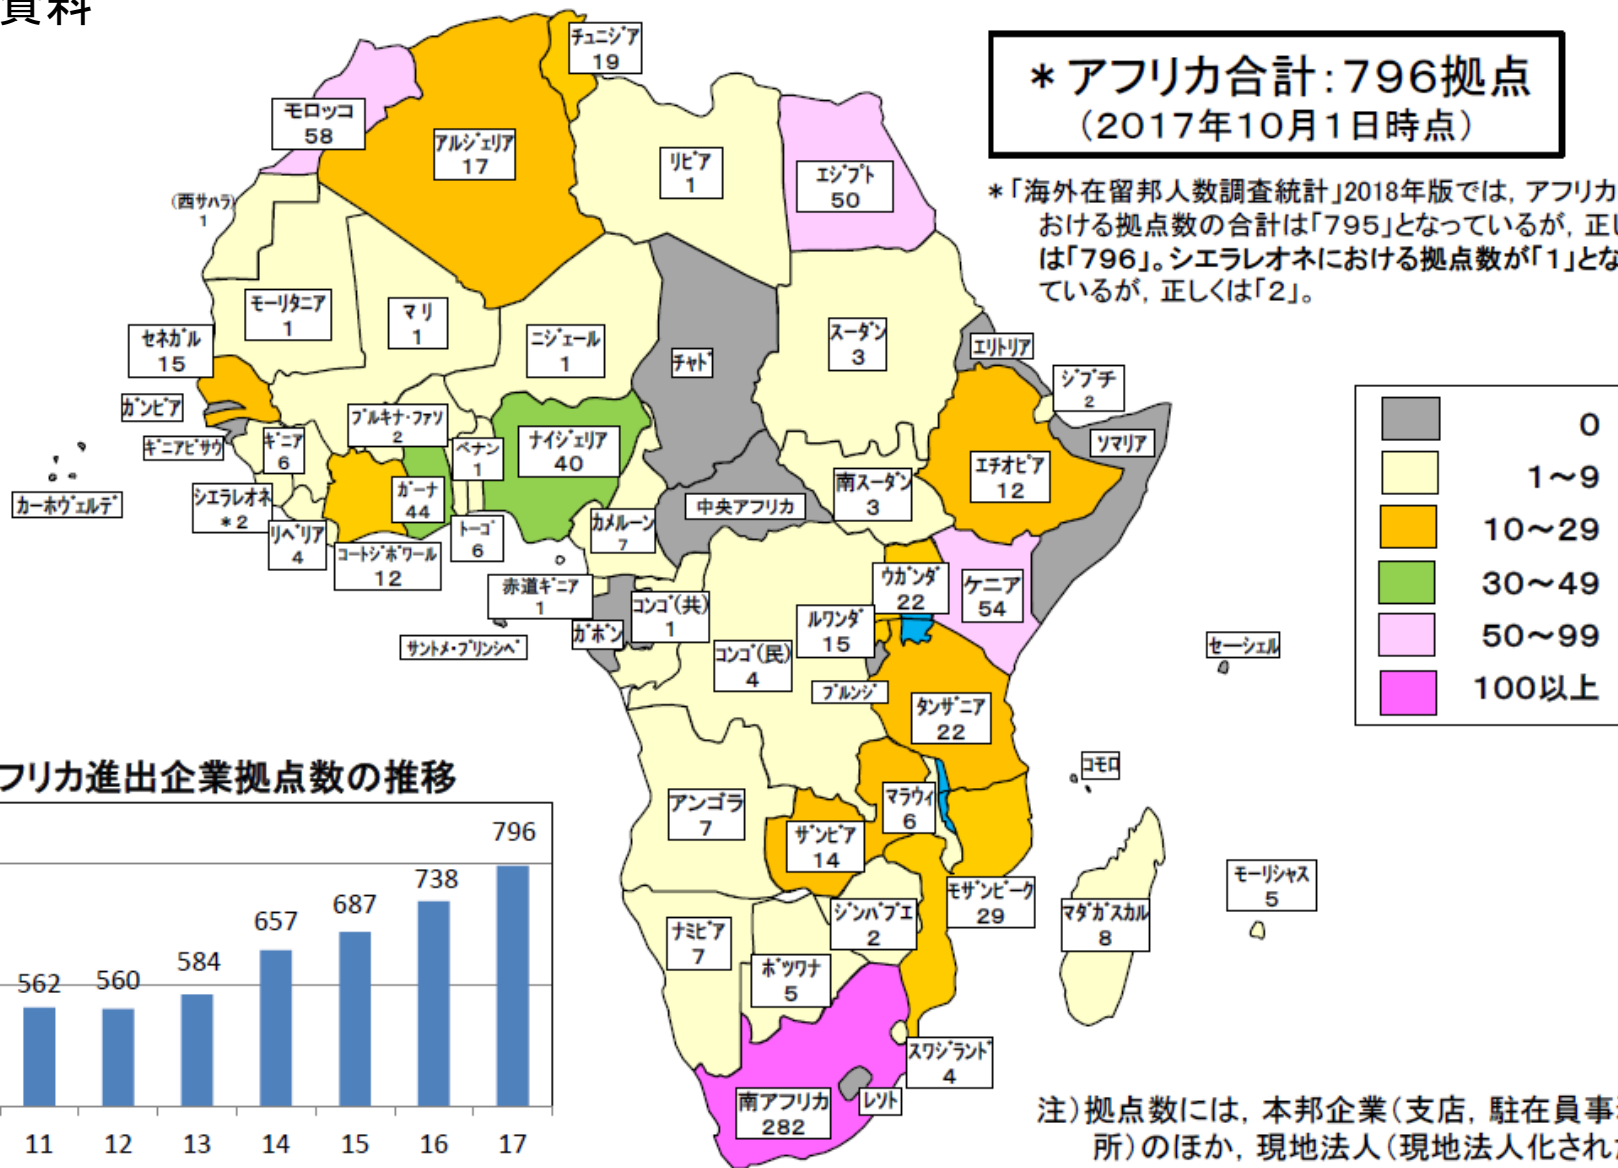 資料
チュニジア
19
モロッコ
58
アルジェリア
17
リビア
1
エジプト
50
(西サハラ)
1
＊アフリカ合計：796拠点
（2017年10月1日時点）
＊「海外在留邦人数調査統計」2018年版では，アフリカ
おける拠点数の合計は「795」となっているが，正し
は「796」。シエラレオネにおける拠点数が「1」とな
ているが，正しくは「2」。
モーリタニア
1
マリ
1
ニジェール
1
チャド
スーダン
3
エリトリア
ジブチ
2
セネガル
15
ガンビア
ギニアビサウ
ギニア
6
ブルキナ・ファソ
2
ベナン
1
ナイジェリア
40
ソマリア
エチオピア
12
南スーダン
3
中央アフリカ
カーボヴェルデ
シエラレオネ
＊2
リベリア
4
コートジボワール
12
ガーナ
44
トーゴ
6
カメルーン
7
赤道ギニア
1
サントメ・プリンシペ
ガボン
コンゴ(共)
1
コンゴ(民)
4
ウガンダ
22
ケニア
54
ルワンダ
15
ブルンジ
タンザニア
22
セーシェル
コモロ
0
1～9
10～29
30～49
50～99
100以上
アンゴラ
7
ザンビア
14
マラウィ
6
モザンビーク
29
マダガスカル
8
モーリシャス
5
ナミビア
7
ボツワナ
5
ジンバブエ
2
スワジランド
4
レソト
南アフリカ
282
フリカ進出企業拠点数の推移
562
560
584
657
687
738
796
11
12
13
14
15
16
17
注）拠点数には，本邦企業（支店，駐在員事務
所）のほか，現地法人（現地法人化された